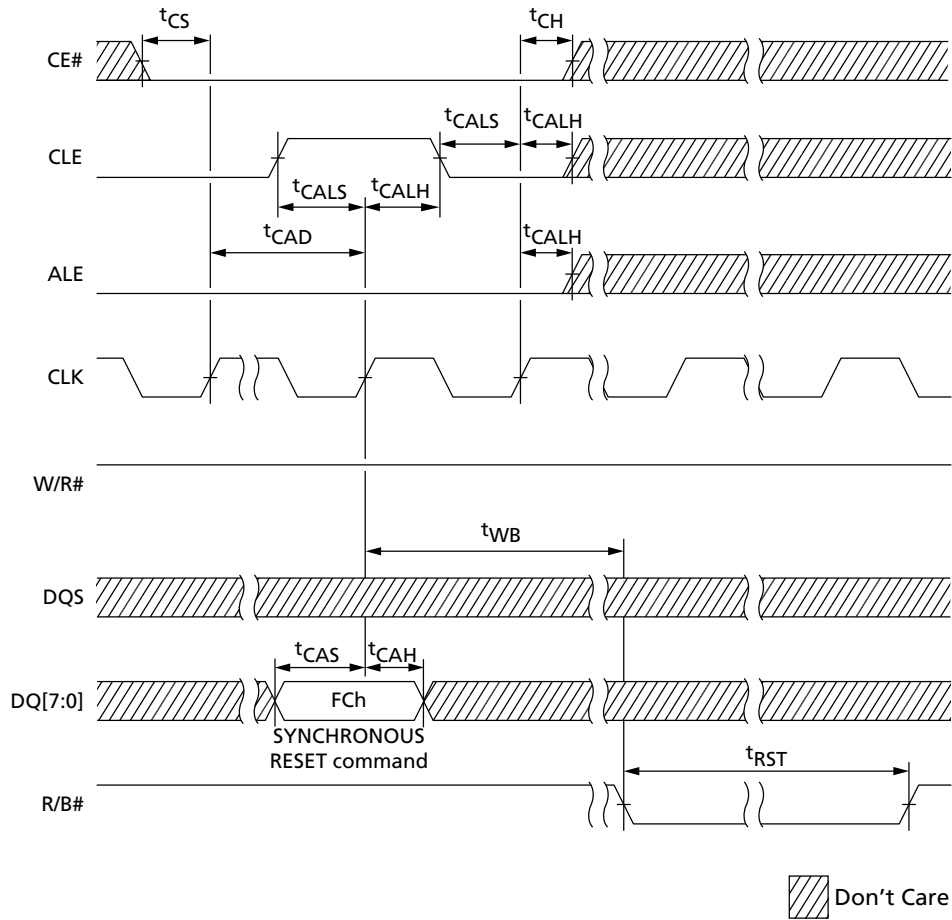 tCS
tCH
CE#
tCALS
tCALH
CLE
tCALS
tCALH
tCAD
tCALH
ALE
CLK
W/R#
tWB
DQS
tCAS
tCAH
DQ[7:0]
FCh
SYNCHRONOUS
RESET command
tRST
R/B#
Don't Care